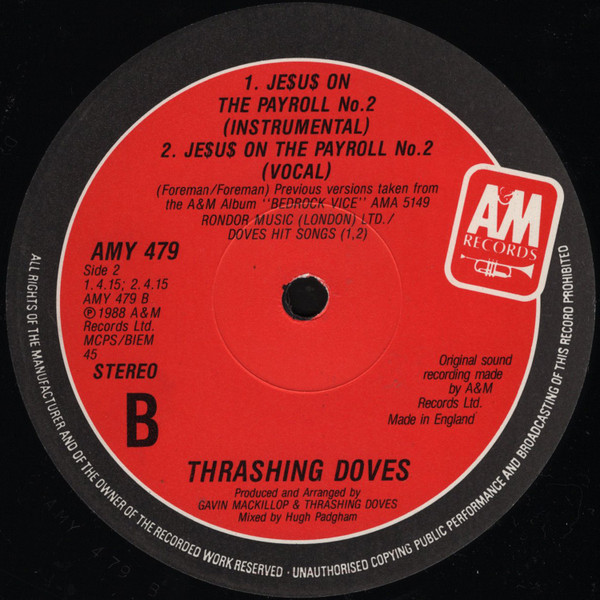 1. JE$U$ ON
THE PAYROLL No.2
(INSTRUMENTAL)
2. JE$U$ ON THE PAYROLL No.2
(VOCAL)
(Foreman/Foreman) Previous versions taken from
the A&M Album "BEDROCK VICE" AMA 5149
RONDOR MUSIC (LONDON) LTD./
DOVES HIT SONGS (1,2)
A&M
RECORDS
AMY 479
Side 2
1. 4.15; 2. 4.15
AMY 479 B
℗ 1988 A&M
Records Ltd.
MCPS/BIEM
45
STEREO
B
Original sound
recording made
by A&M
Records Ltd.
Made in England
THRASHING DOVES
Produced and Arranged by
GAVIN MACKILLOP & THRASHING DOVES
Mixed by Hugh Padgham
ALL RIGHTS OF THE MANUFACTURER AND OF THE OWNER OF THE RECORDED WORK RESERVED · UNAUTHORISED COPYING PUBLIC PERFORMANCE AND BROADCASTING OF THIS RECORD PROHIBITED